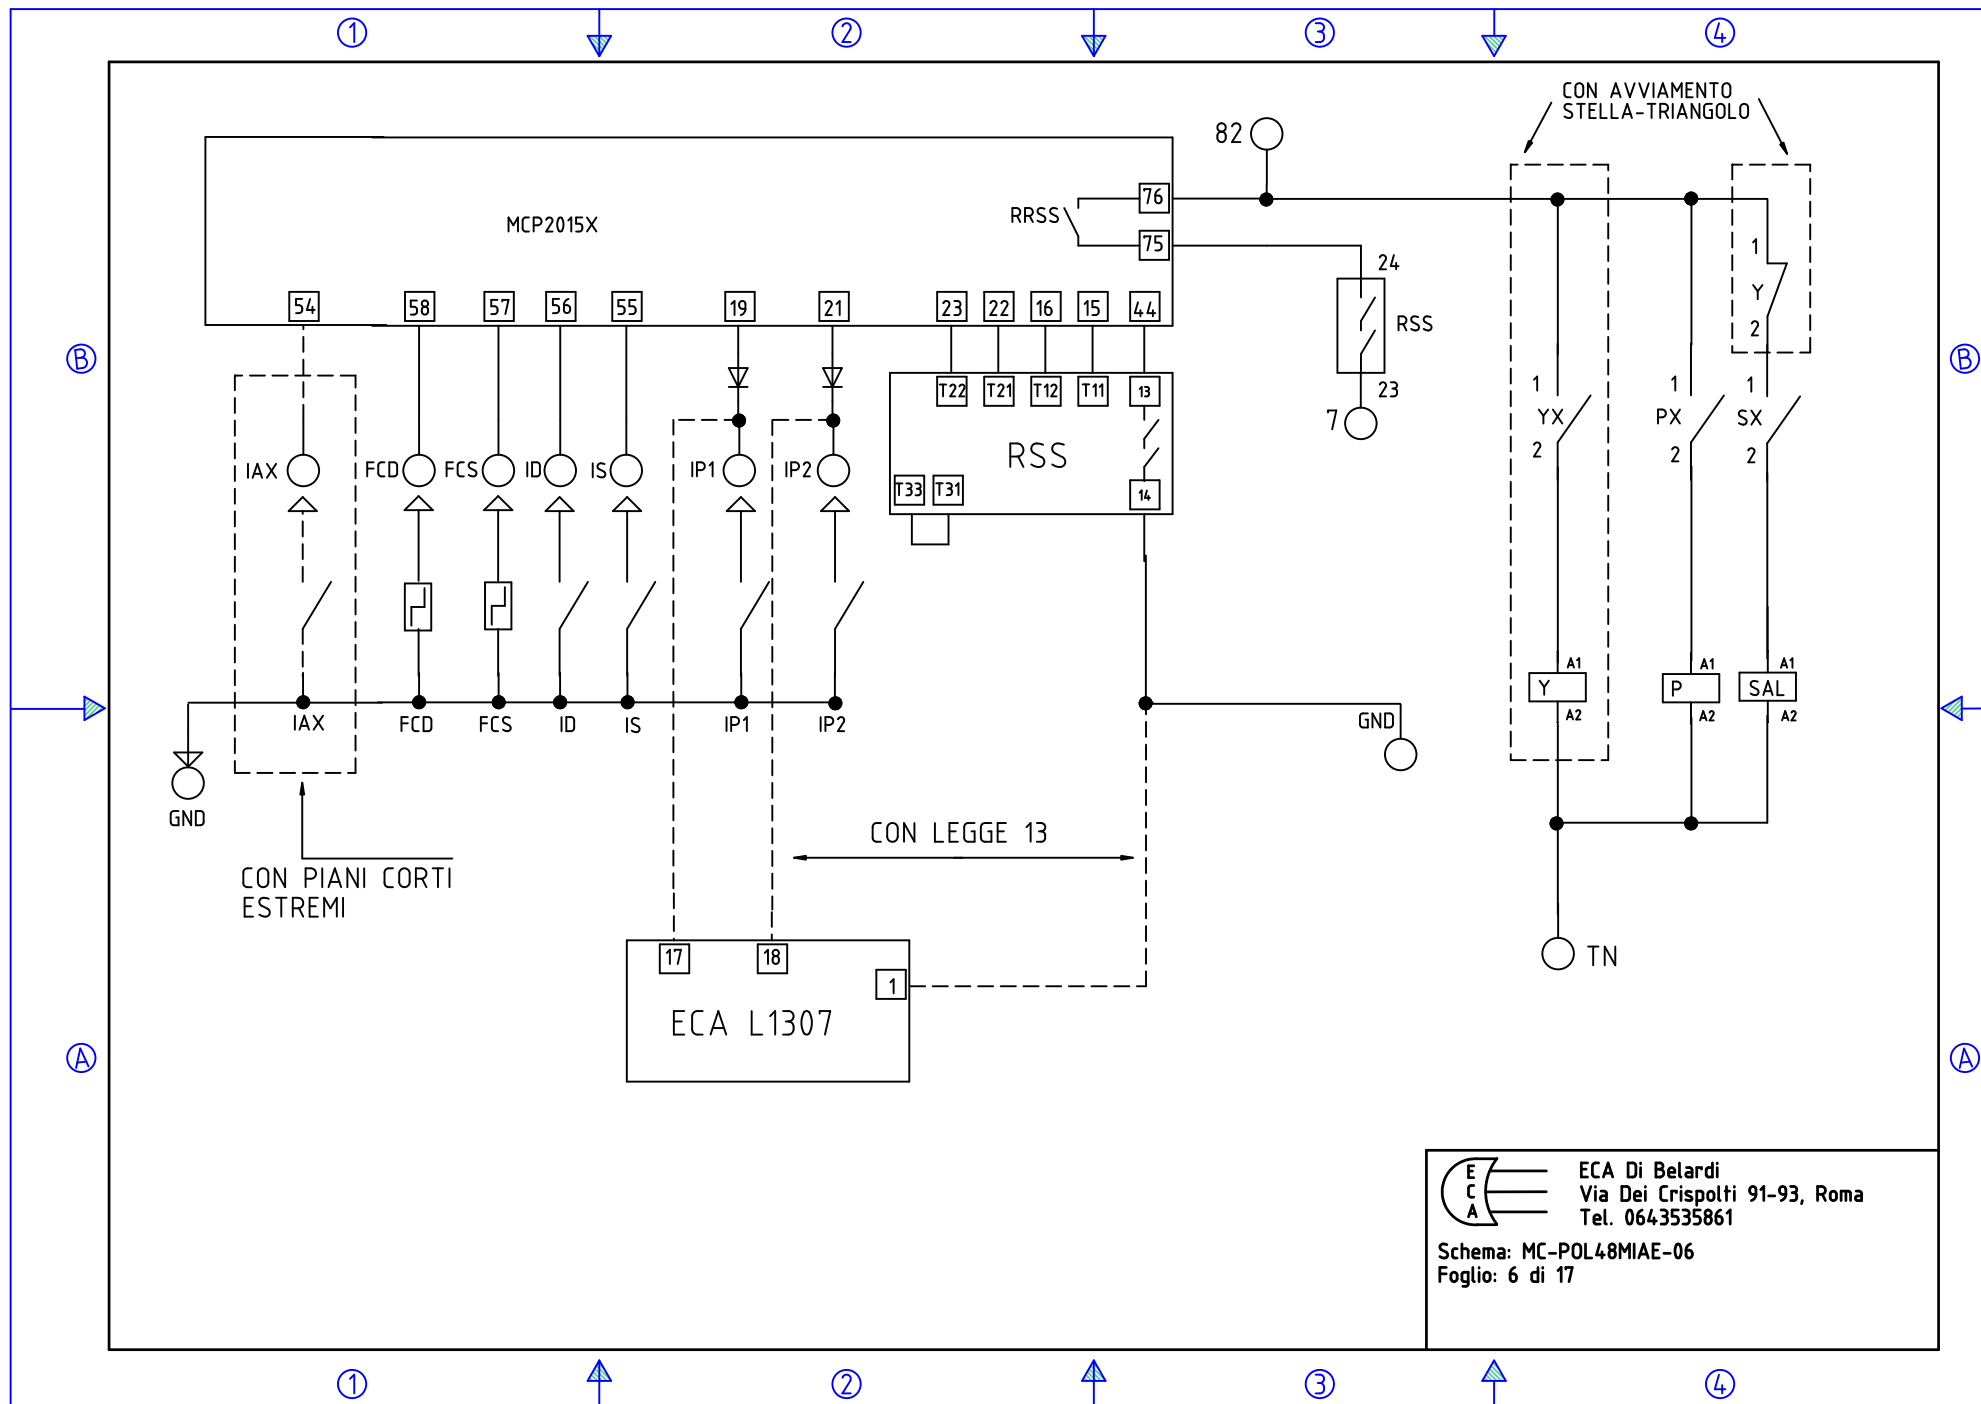 1 2 3 4
CON AVVIAMENTO
STELLA-TRIANGOLO
82
MCP2015X
RRSS
76
75
1
Y
2
24
RSS
23
7
54 58 57 56 55 19 21 23 22 16 15 44
B B
T22 T21 T12 T11 13
RSS
T33 T31 14
IAX FCD FCS ID IS IP1 IP2
1 YX 2
1 PX 2
1 SX 2
A1 Y A2
A1 P A2
A1 SAL A2
IAX FCD FCS ID IS IP1 IP2
GND
GND
CON LEGGE 13
CON PIANI CORTI
ESTREMI
17 18 1
ECA L1307
TN
A A
E
C
A
ECA Di Belardi
Via Dei Crispolti 91-93, Roma
Tel. 0643535861
Schema: MC-POL48MIAE-06
Foglio: 6 di 17
1 2 3 4